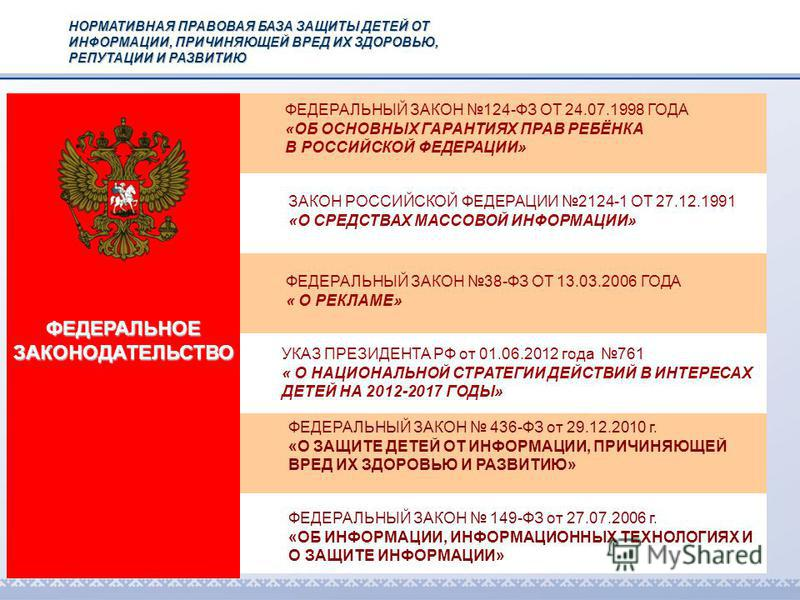 НОРМАТИВНАЯ ПРАВОВАЯ БАЗА ЗАЩИТЫ ДЕТЕЙ ОТ
ИНФОРМАЦИИ, ПРИЧИНЯЮЩЕЙ ВРЕД ИХ ЗДОРОВЬЮ,
РЕПУТАЦИИ И РАЗВИТИЮ
ФЕДЕРАЛЬНОЕ
ЗАКОНОДАТЕЛЬСТВО
ФЕДЕРАЛЬНЫЙ ЗАКОН №124-ФЗ ОТ 24.07.1998 ГОДА
«ОБ ОСНОВНЫХ ГАРАНТИЯХ ПРАВ РЕБЁНКА
В РОССИЙСКОЙ ФЕДЕРАЦИИ»
ЗАКОН РОССИЙСКОЙ ФЕДЕРАЦИИ №2124-1 ОТ 27.12.1991
«О СРЕДСТВАХ МАССОВОЙ ИНФОРМАЦИИ»
ФЕДЕРАЛЬНЫЙ ЗАКОН №38-ФЗ ОТ 13.03.2006 ГОДА
« О РЕКЛАМЕ»
УКАЗ ПРЕЗИДЕНТА РФ от 01.06.2012 года №761
« О НАЦИОНАЛЬНОЙ СТРАТЕГИИ ДЕЙСТВИЙ В ИНТЕРЕСАХ
ДЕТЕЙ НА 2012-2017 ГОДЫ»
ФЕДЕРАЛЬНЫЙ ЗАКОН № 436-ФЗ от 29.12.2010 г.
«О ЗАЩИТЕ ДЕТЕЙ ОТ ИНФОРМАЦИИ, ПРИЧИНЯЮЩЕЙ
ВРЕД ИХ ЗДОРОВЬЮ И РАЗВИТИЮ»
ФЕДЕРАЛЬНЫЙ ЗАКОН № 149-ФЗ от 27.07.2006 г.
«ОБ ИНФОРМАЦИИ, ИНФОРМАЦИОННЫХ ТЕХНОЛОГИЯХ И
О ЗАЩИТЕ ИНФОРМАЦИИ»
MyShared